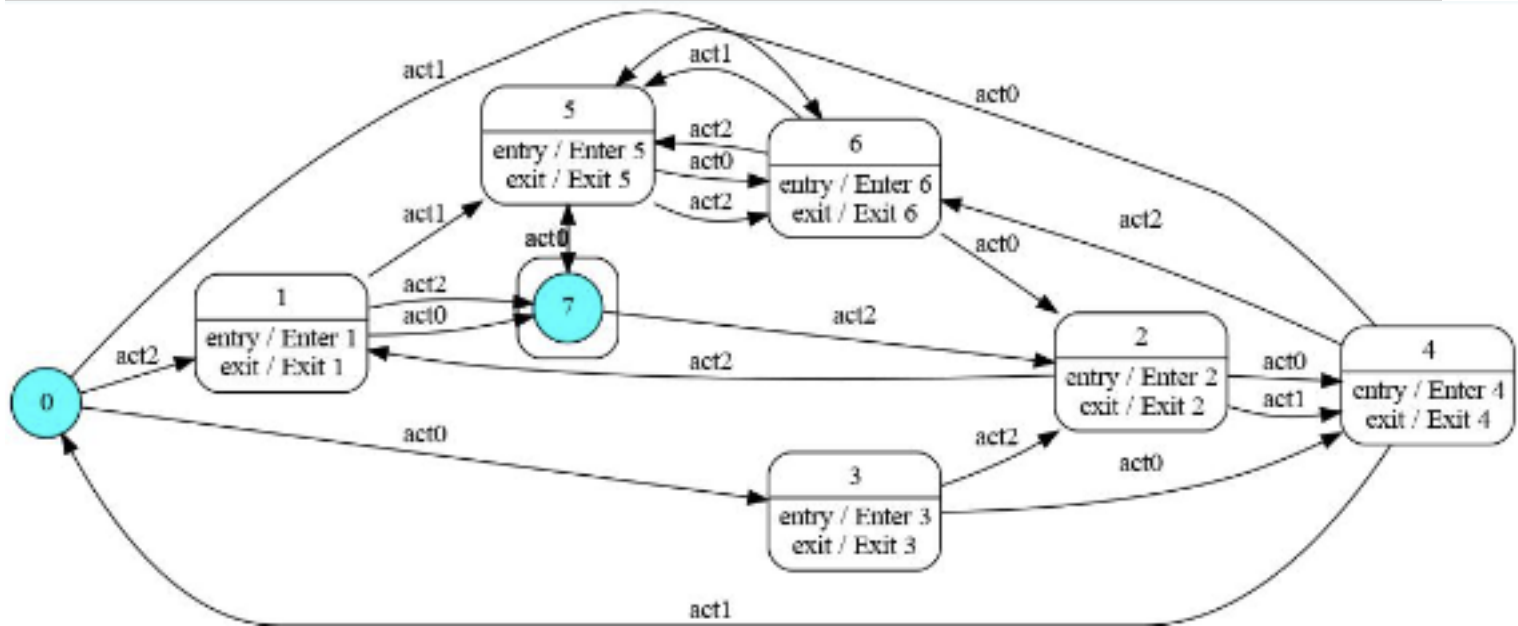 act1
act1
act0
5
entry / Enter 5
exit / Exit 5
act2
act0
act2
6
entry / Enter 6
exit / Exit 6
act2
act1
act0
act0
1
entry / Enter 1
exit / Exit 1
act2
act0
7
act2
2
entry / Enter 2
exit / Exit 2
act0
act1
4
entry / Enter 4
exit / Exit 4
act2
act2
0
act0
3
entry / Enter 3
exit / Exit 3
act2
act0
act1